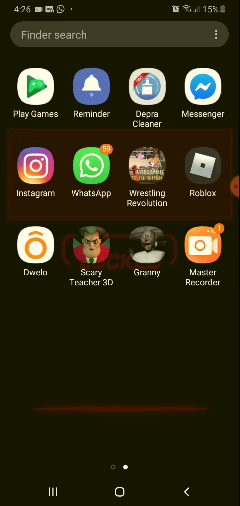 4:26
15%
Finder search
Play Games
Reminder
Depra
Cleaner
Messenger
59
Instagram
WhatsApp
Wrestling
Revolution
Roblox
1
Dwelo
Scary
Teacher 3D
Granny
Master
Recorder